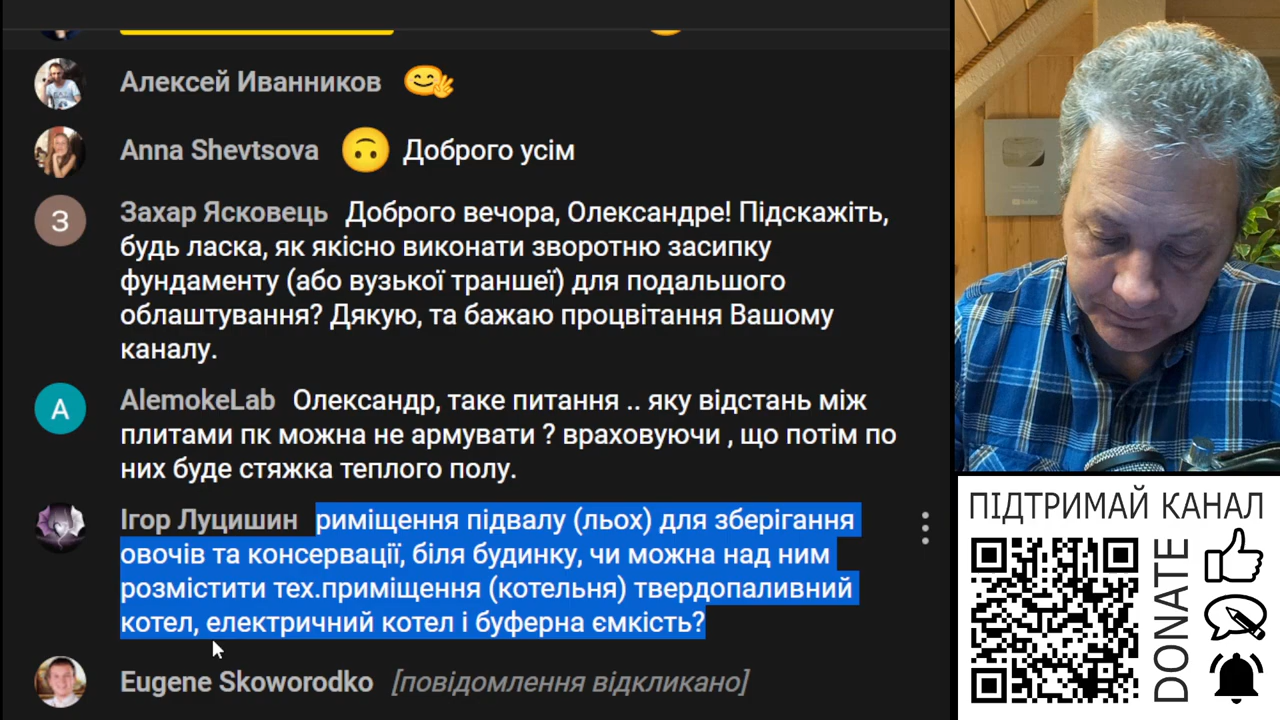 Алексей Иванников
Anna Shevtsova Доброго усім
З Захар Ясковець Доброго вечора, Олександре! Підскажіть,
будь ласка, як якісно виконати зворотню засипку
фундаменту (або вузької траншеї) для подальшого
облаштування? Дякую, та бажаю процвітання Вашому
каналу.
A AlemokeLab Олександр, таке питання .. яку відстань між
плитами пк можна не армувати ? враховуючи , що потім по
них буде стяжка теплого полу.
Ігор Луцишин риміщення підвалу (льох) для зберігання
овочів та консервації, біля будинку, чи можна над ним
розмістити тех.приміщення (котельня) твердопаливний
котел, електричний котел і буферна ємкість?
Eugene Skoworodko [повідомлення відкликано]
ПІДТРИМАЙ КАНАЛ
DONATE